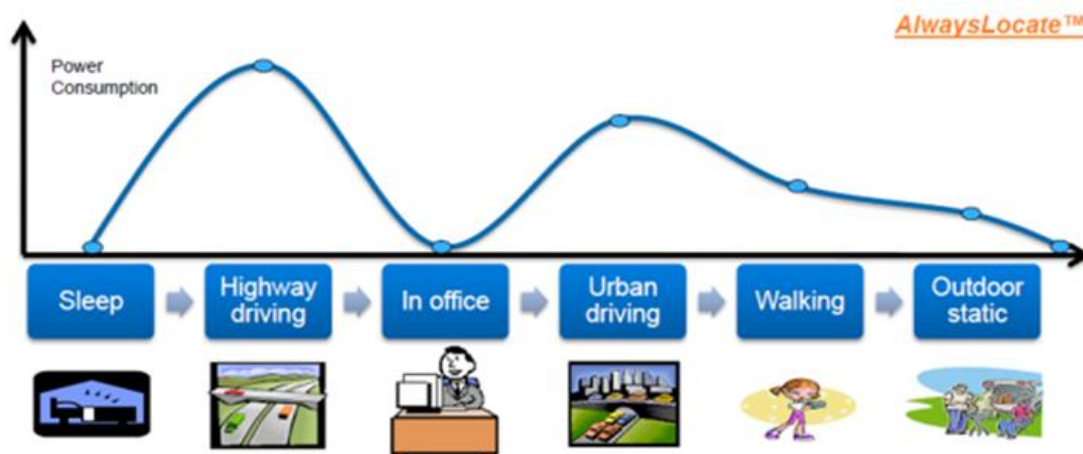 AlwaysLocate™
Power
Consumption
Sleep
Highway
driving
In office
Urban
driving
Walking
Outdoor
static